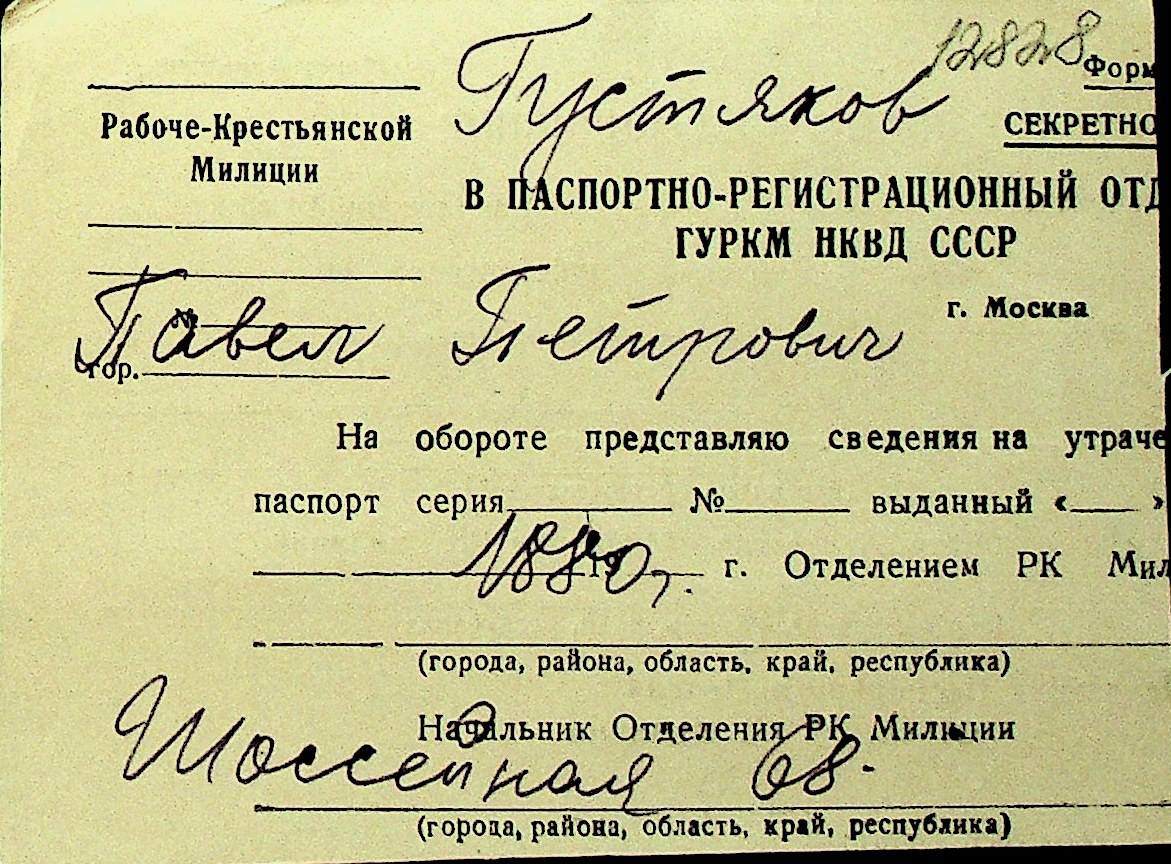 12828
Форм
Густяков
СЕКРЕТНО
Рабоче-Крестьянской
Милиции
В ПАСПОРТНО-РЕГИСТРАЦИОННЫЙ ОТД
ГУРКМ НКВД СССР
г. Москва
Павел Петрович
гор.
На обороте представляю сведения на утраче
паспорт серия № выданный « »
1880 г.
19 г. Отделением РК Мил
(города, района, область, край, республика)
Начальник Отделения РК Милиции
Шоссейная 68.
(города, района, область, край, республика)